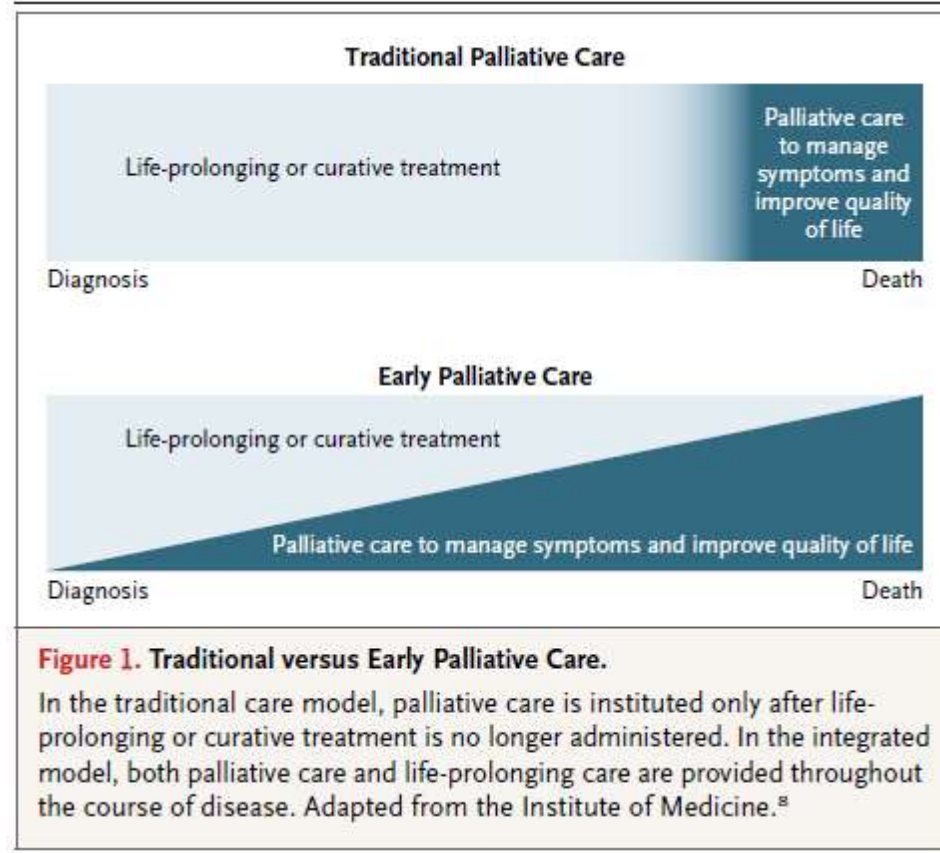 Traditional Palliative Care
Life-prolonging or curative treatment
Palliative care
to manage
symptoms and
improve quality
of life
Diagnosis
Death
Early Palliative Care
Life-prolonging or curative treatment
Palliative care to manage symptoms and improve quality of life
Diagnosis
Death
Figure 1. Traditional versus Early Palliative Care.
In the traditional care model, palliative care is instituted only after life-
prolonging or curative treatment is no longer administered. In the integrated
model, both palliative care and life-prolonging care are provided throughout
the course of disease. Adapted from the Institute of Medicine.⁸